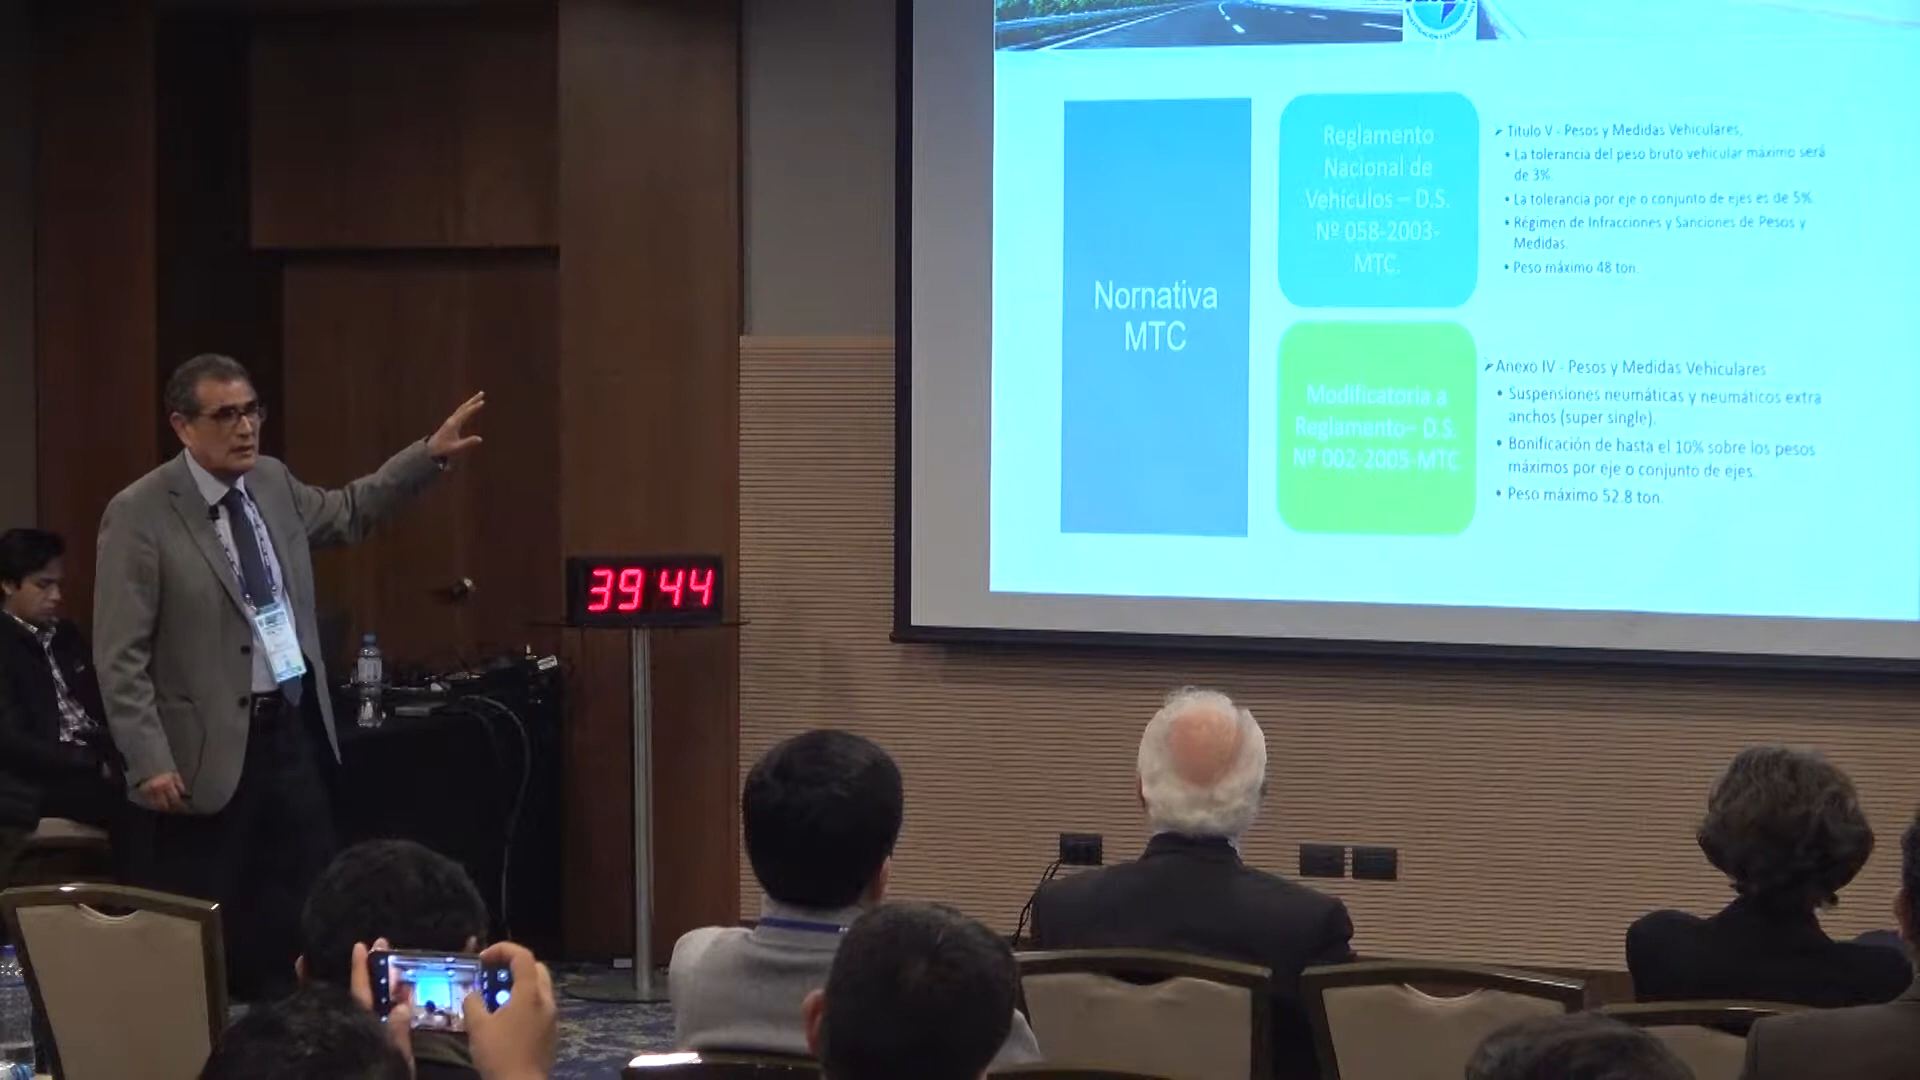 Nornativa
MTC
Reglamento
Nacional de
Vehículos – D.S.
Nº 058-2003-
MTC.
➢ Titulo V - Pesos y Medidas Vehiculares.
• La tolerancia del peso bruto vehicular máximo será
de 3%.
• La tolerancia por eje o conjunto de ejes es de 5%.
• Régimen de Infracciones y Sanciones de Pesos y
Medidas.
• Peso máximo 48 ton.
Modificatoria a
Reglamento– D.S.
Nº 002-2005-MTC
➢Anexo IV - Pesos y Medidas Vehiculares
• Suspensiones neumáticas y neumáticos extra
anchos (super single).
• Bonificación de hasta el 10% sobre los pesos
máximos por eje o conjunto de ejes.
• Peso máximo 52.8 ton.
39 44